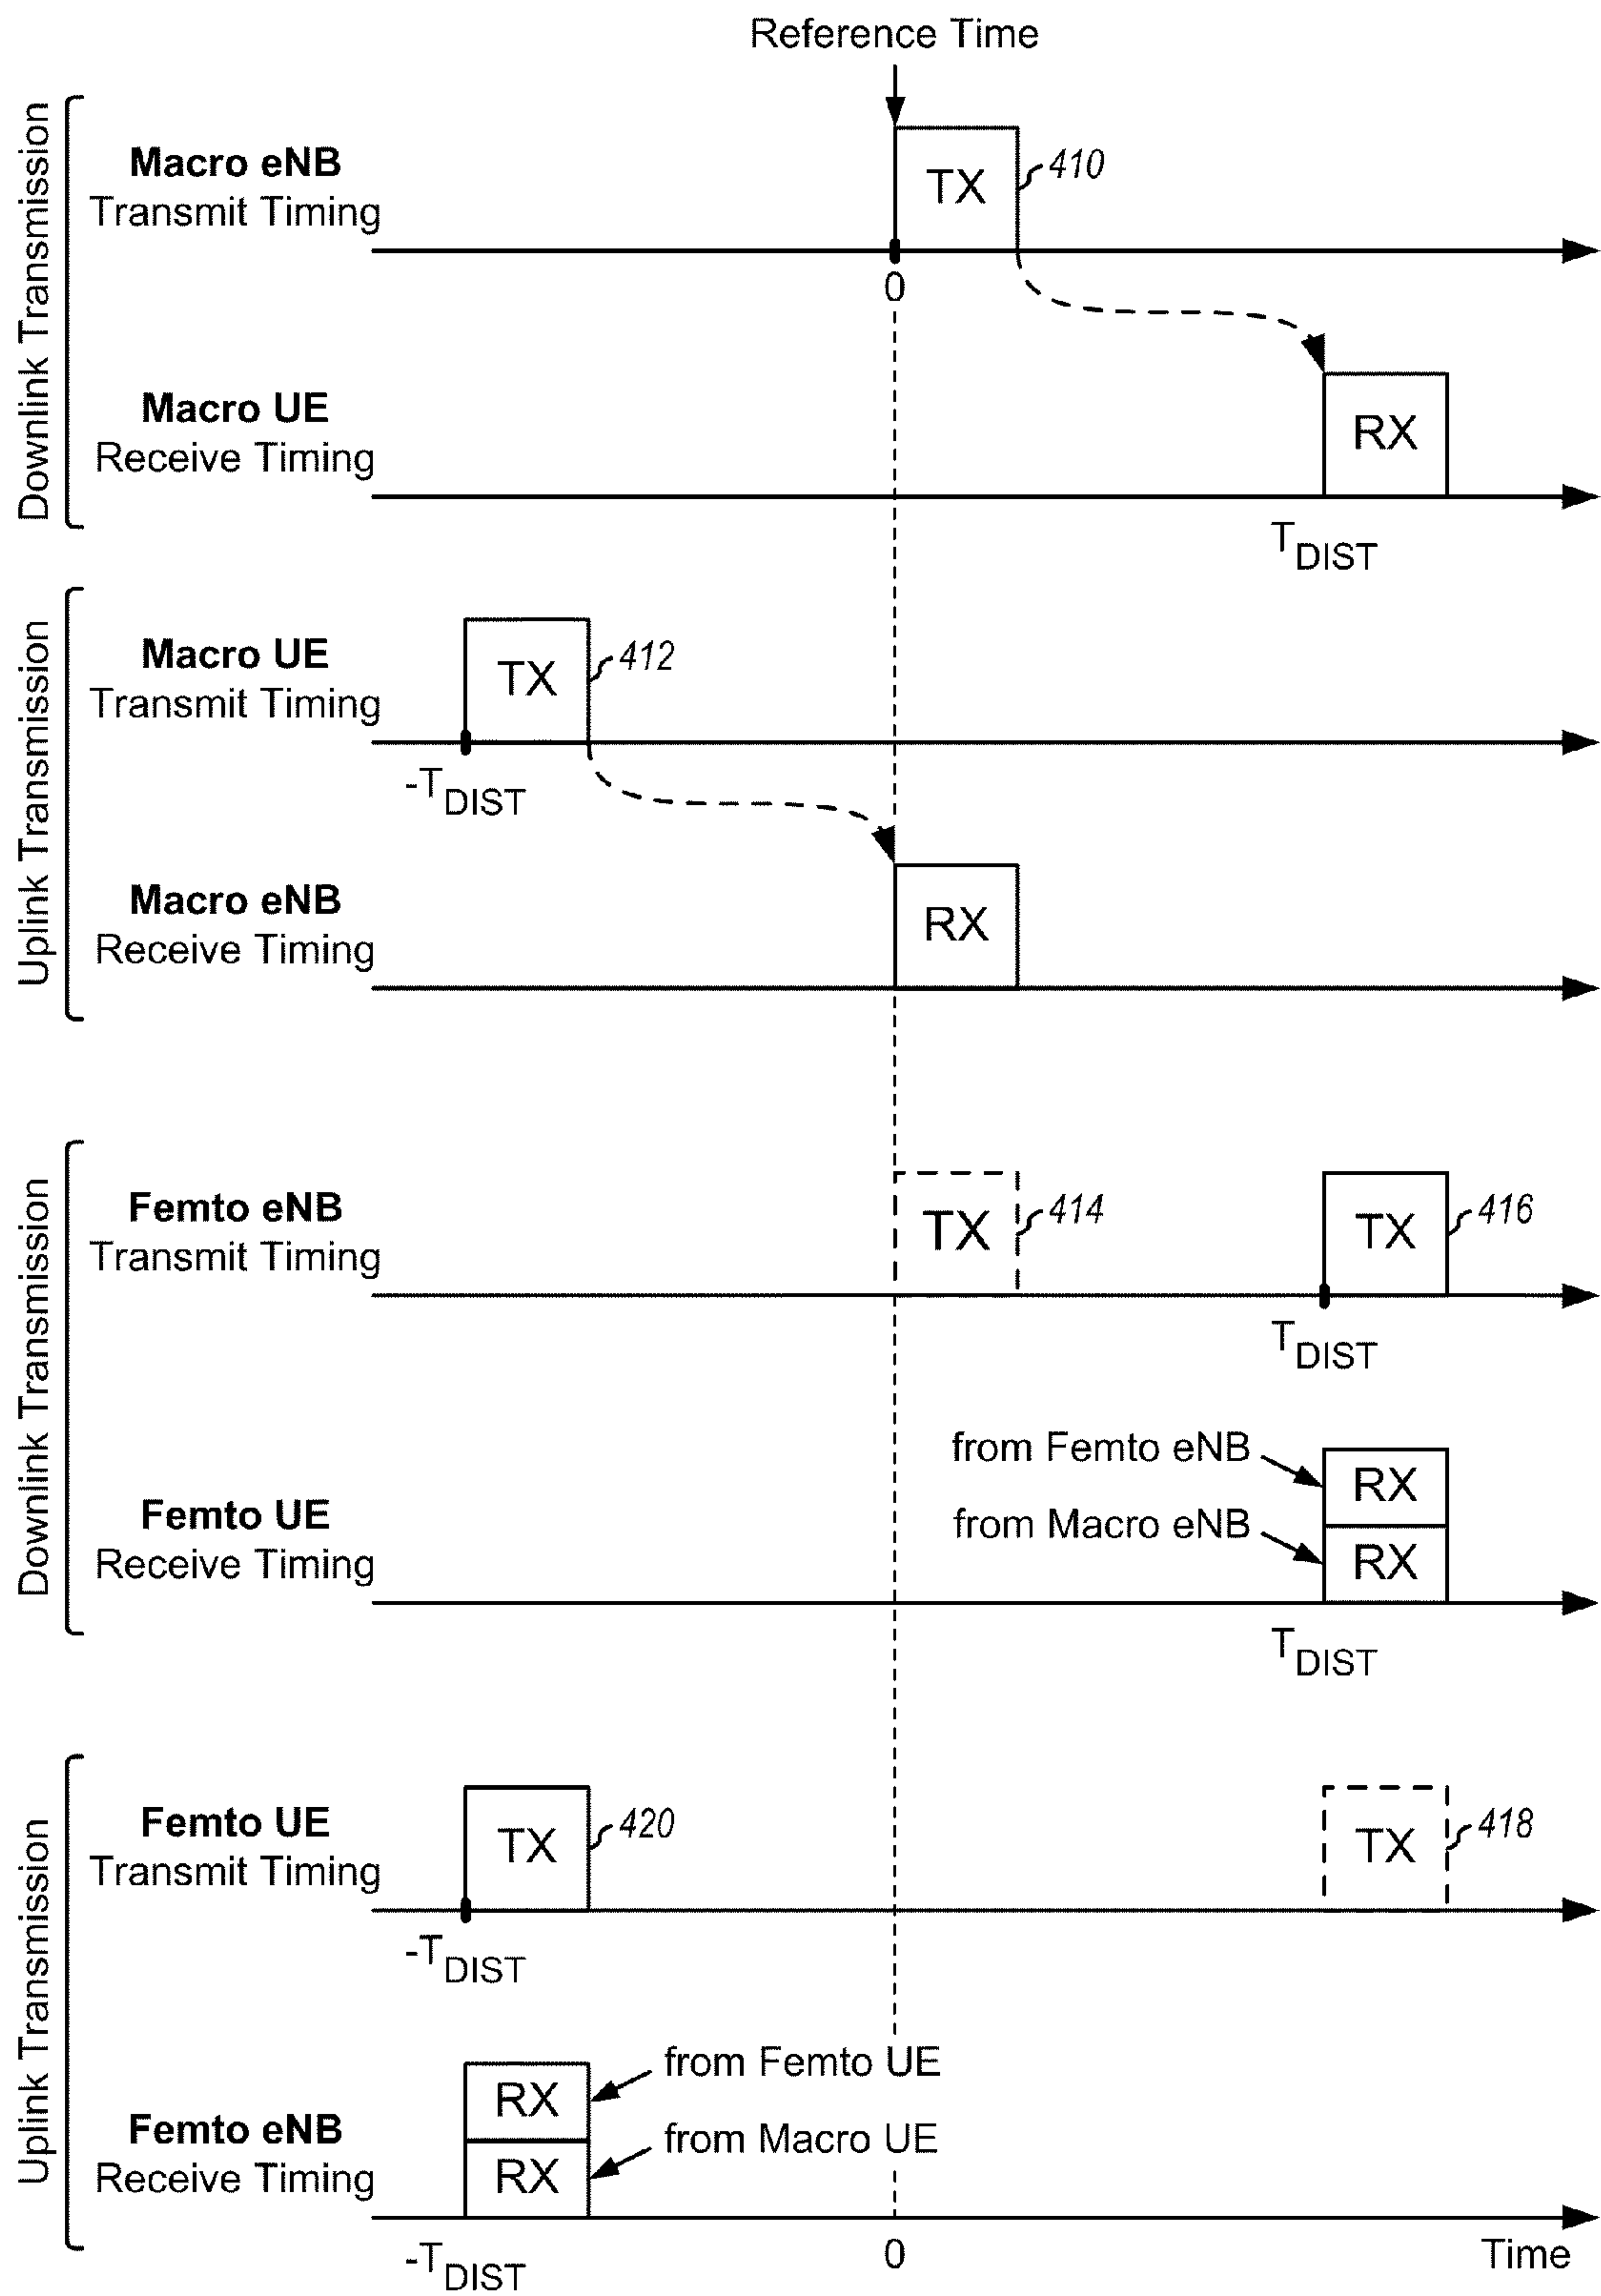 Reference Time
Downlink Transmission
Macro eNB
Transmit Timing
TX
410
0
Macro UE
Receive Timing
RX
TDIST
Uplink Transmission
Macro UE
Transmit Timing
TX
412
-TDIST
Macro eNB
Receive Timing
RX
Downlink Transmission
Femto eNB
Transmit Timing
TX
414
TX
416
TDIST
from Femto eNB
RX
from Macro eNB
RX
Femto UE
Receive Timing
TDIST
Uplink Transmission
Femto UE
Transmit Timing
TX
420
TX
418
-TDIST
RX
from Femto UE
RX
from Macro UE
Femto eNB
Receive Timing
-TDIST
0
Time